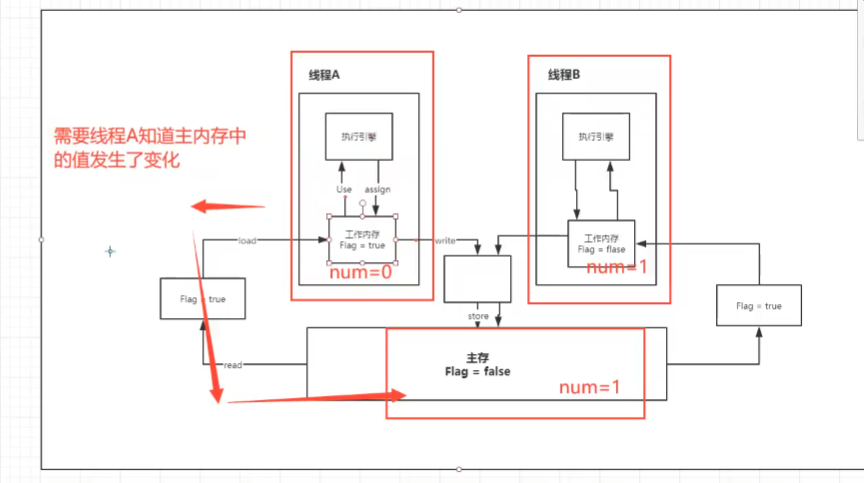 线程A
线程B
需要线程A知道主内存中
的值发生了变化
执行引擎
执行引擎
Use
assign
工作内存
Flag = true
工作内存
Flag = flase
load
write
num=0
num=1
Flag = true
Flag = true
store
read
主存
Flag = false
num=1